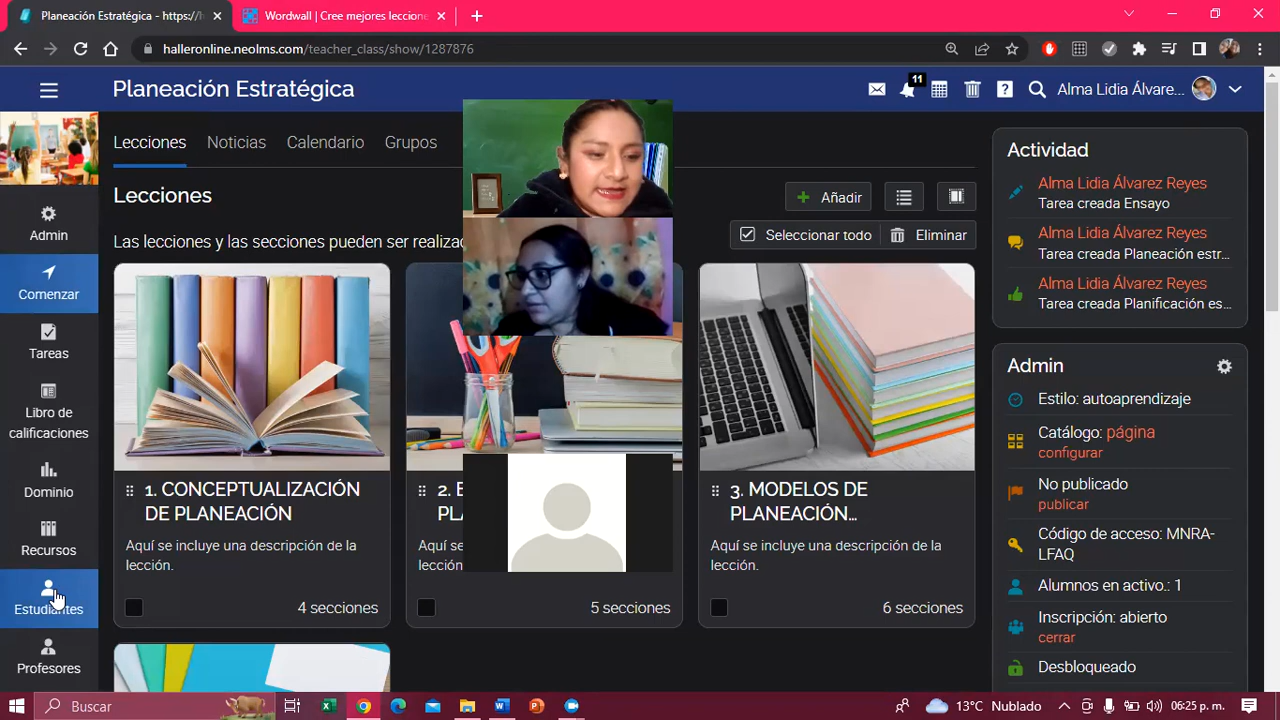 Planeación Estratégica - https://h
Wordwall | Cree mejores leccione
halleronline.neolms.com/teacher_class/show/1287876
Planeación Estratégica
11
Alma Lidia Álvare...
Lecciones
Noticias
Calendario
Grupos
Admin
Comenzar
Tareas
Libro de
calificaciones
Dominio
Recursos
Estudiantes
Profesores
Lecciones
Añadir
Las lecciones y las secciones pueden ser realiza
Seleccionar todo
Eliminar
1. CONCEPTUALIZACIÓN
DE PLANEACIÓN
Aquí se incluye una descripción de la
lección.
4 secciones
2. E
PL
Aquí se
lección
5 secciones
3. MODELOS DE
PLANEACIÓN...
Aquí se incluye una descripción de la
lección.
6 secciones
Actividad
Alma Lidia Álvarez Reyes
Tarea creada Ensayo
Alma Lidia Álvarez Reyes
Tarea creada Planeación estr...
Alma Lidia Álvarez Reyes
Tarea creada Planificación es...
Admin
Estilo: autoaprendizaje
Catálogo: página
configurar
No publicado
publicar
Código de acceso: MNRA-
LFAQ
Alumnos en activo.: 1
Inscripción: abierto
cerrar
Desbloqueado
Buscar
13°C Nublado
06:25 p. m.